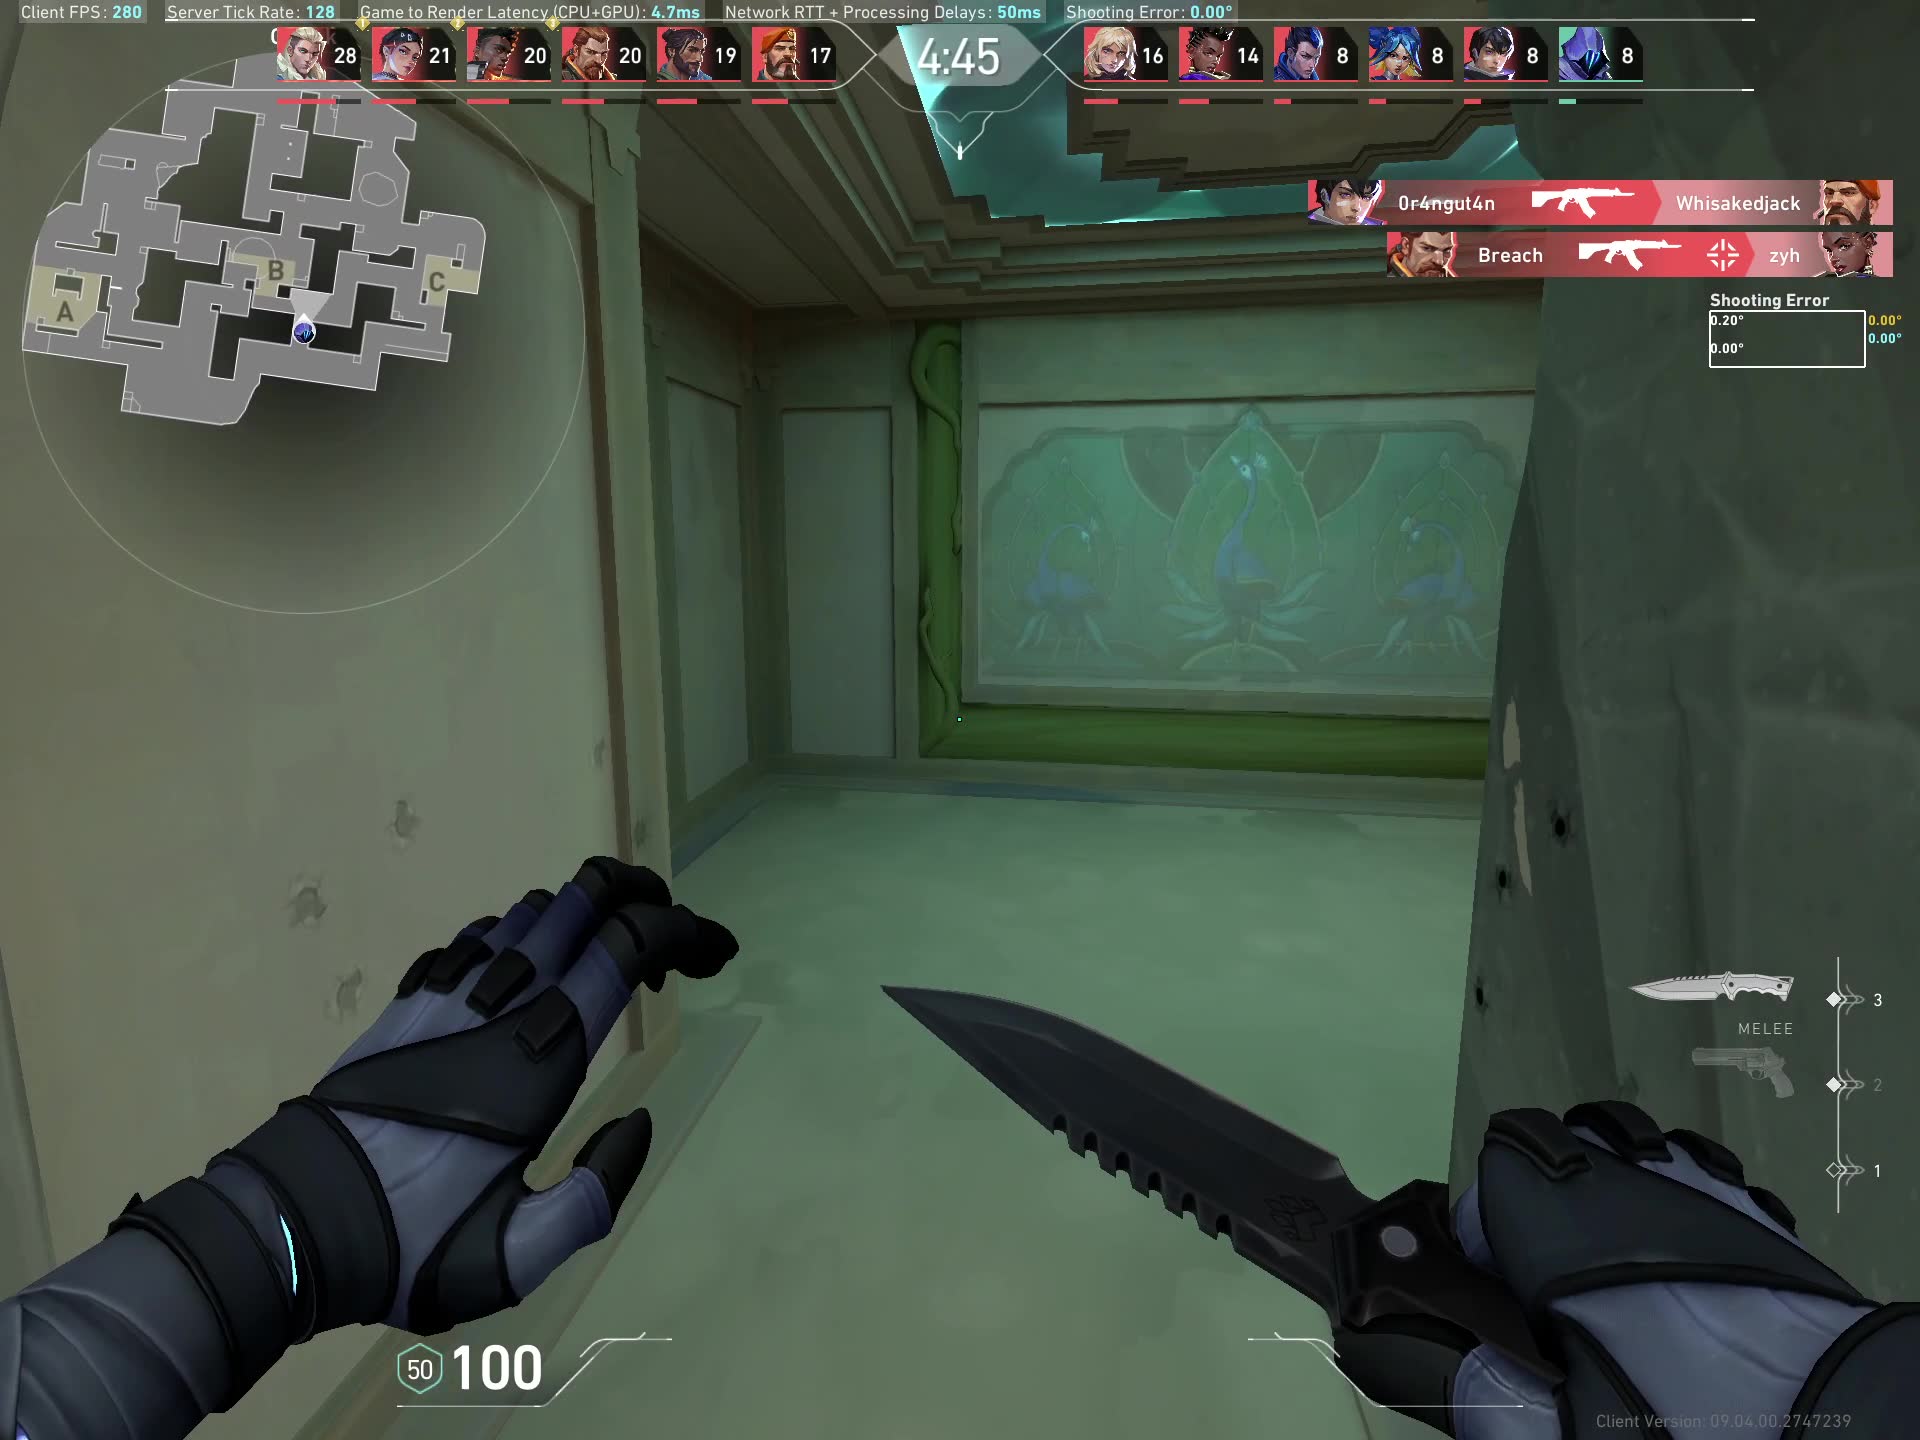 Client FPS: 280 Server Tick Rate: 128 Game to Render Latency (CPU+GPU): 4.7ms Network RTT + Processing Delays: 50ms Shooting Error: 0.00°
28 21 20 20 19 17 4:45 16 14 8 8 8 8
0r4ngut4n Whisakedjack
Breach zyh
Shooting Error
0.20° 0.00°
0.00°
0.00°
A B C
3
MELEE
2
1
50 100
Client Version: 09.04.00.2747239